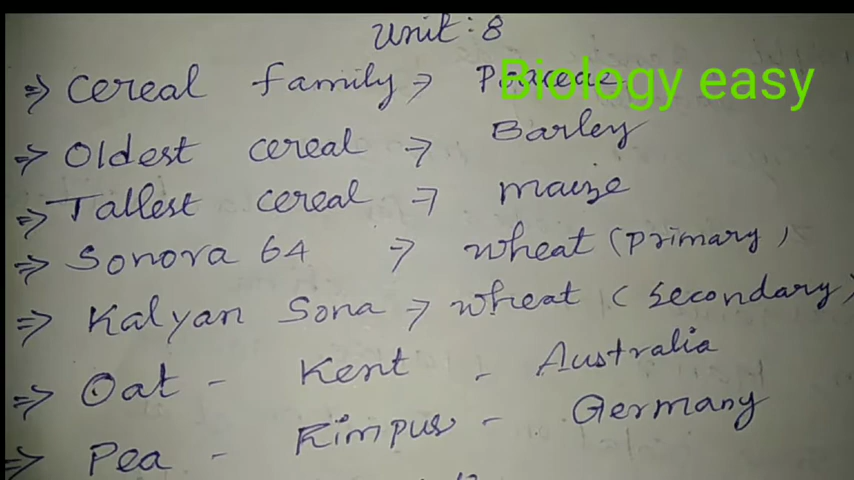 Unit: 8
⇒ Cereal family → Poaceae
Biology easy
⇒ Oldest cereal → Barley
⇒ Tallest cereal → maize
⇒ Sonora 64 → wheat (primary)
⇒ Kalyan Sona → wheat (secondary)
⇒ Oat - Kent - Australia
⇒ Pea - Rimpus - Germany